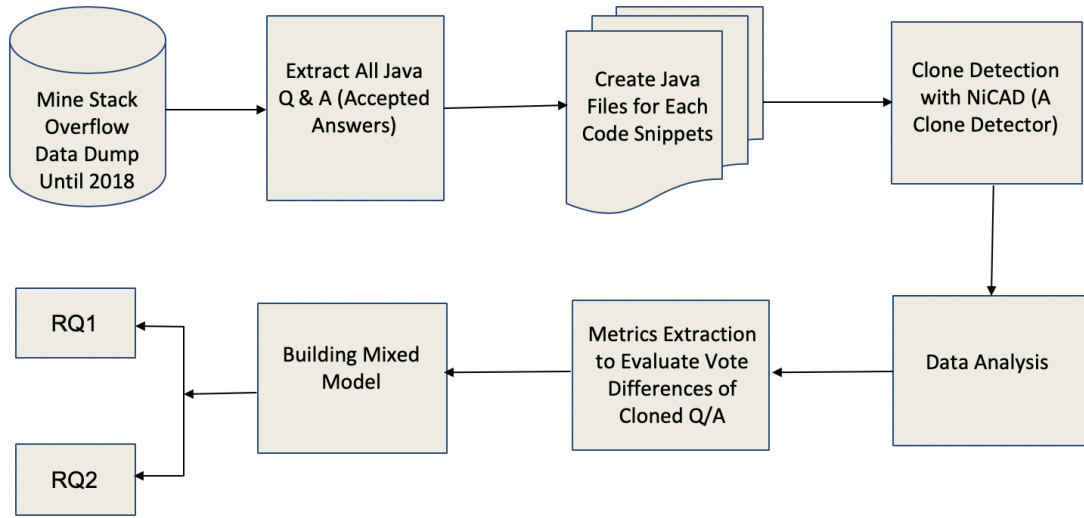 Mine Stack
Overflow
Data Dump
Until 2018
Extract All Java
Q & A (Accepted
Answers)
Create Java
Files for Each
Code Snippets
Clone Detection
with NiCAD (A
Clone Detector)
Data Analysis
Metrics Extraction
to Evaluate Vote
Differences of
Cloned Q/A
Building Mixed
Model
RQ1
RQ2